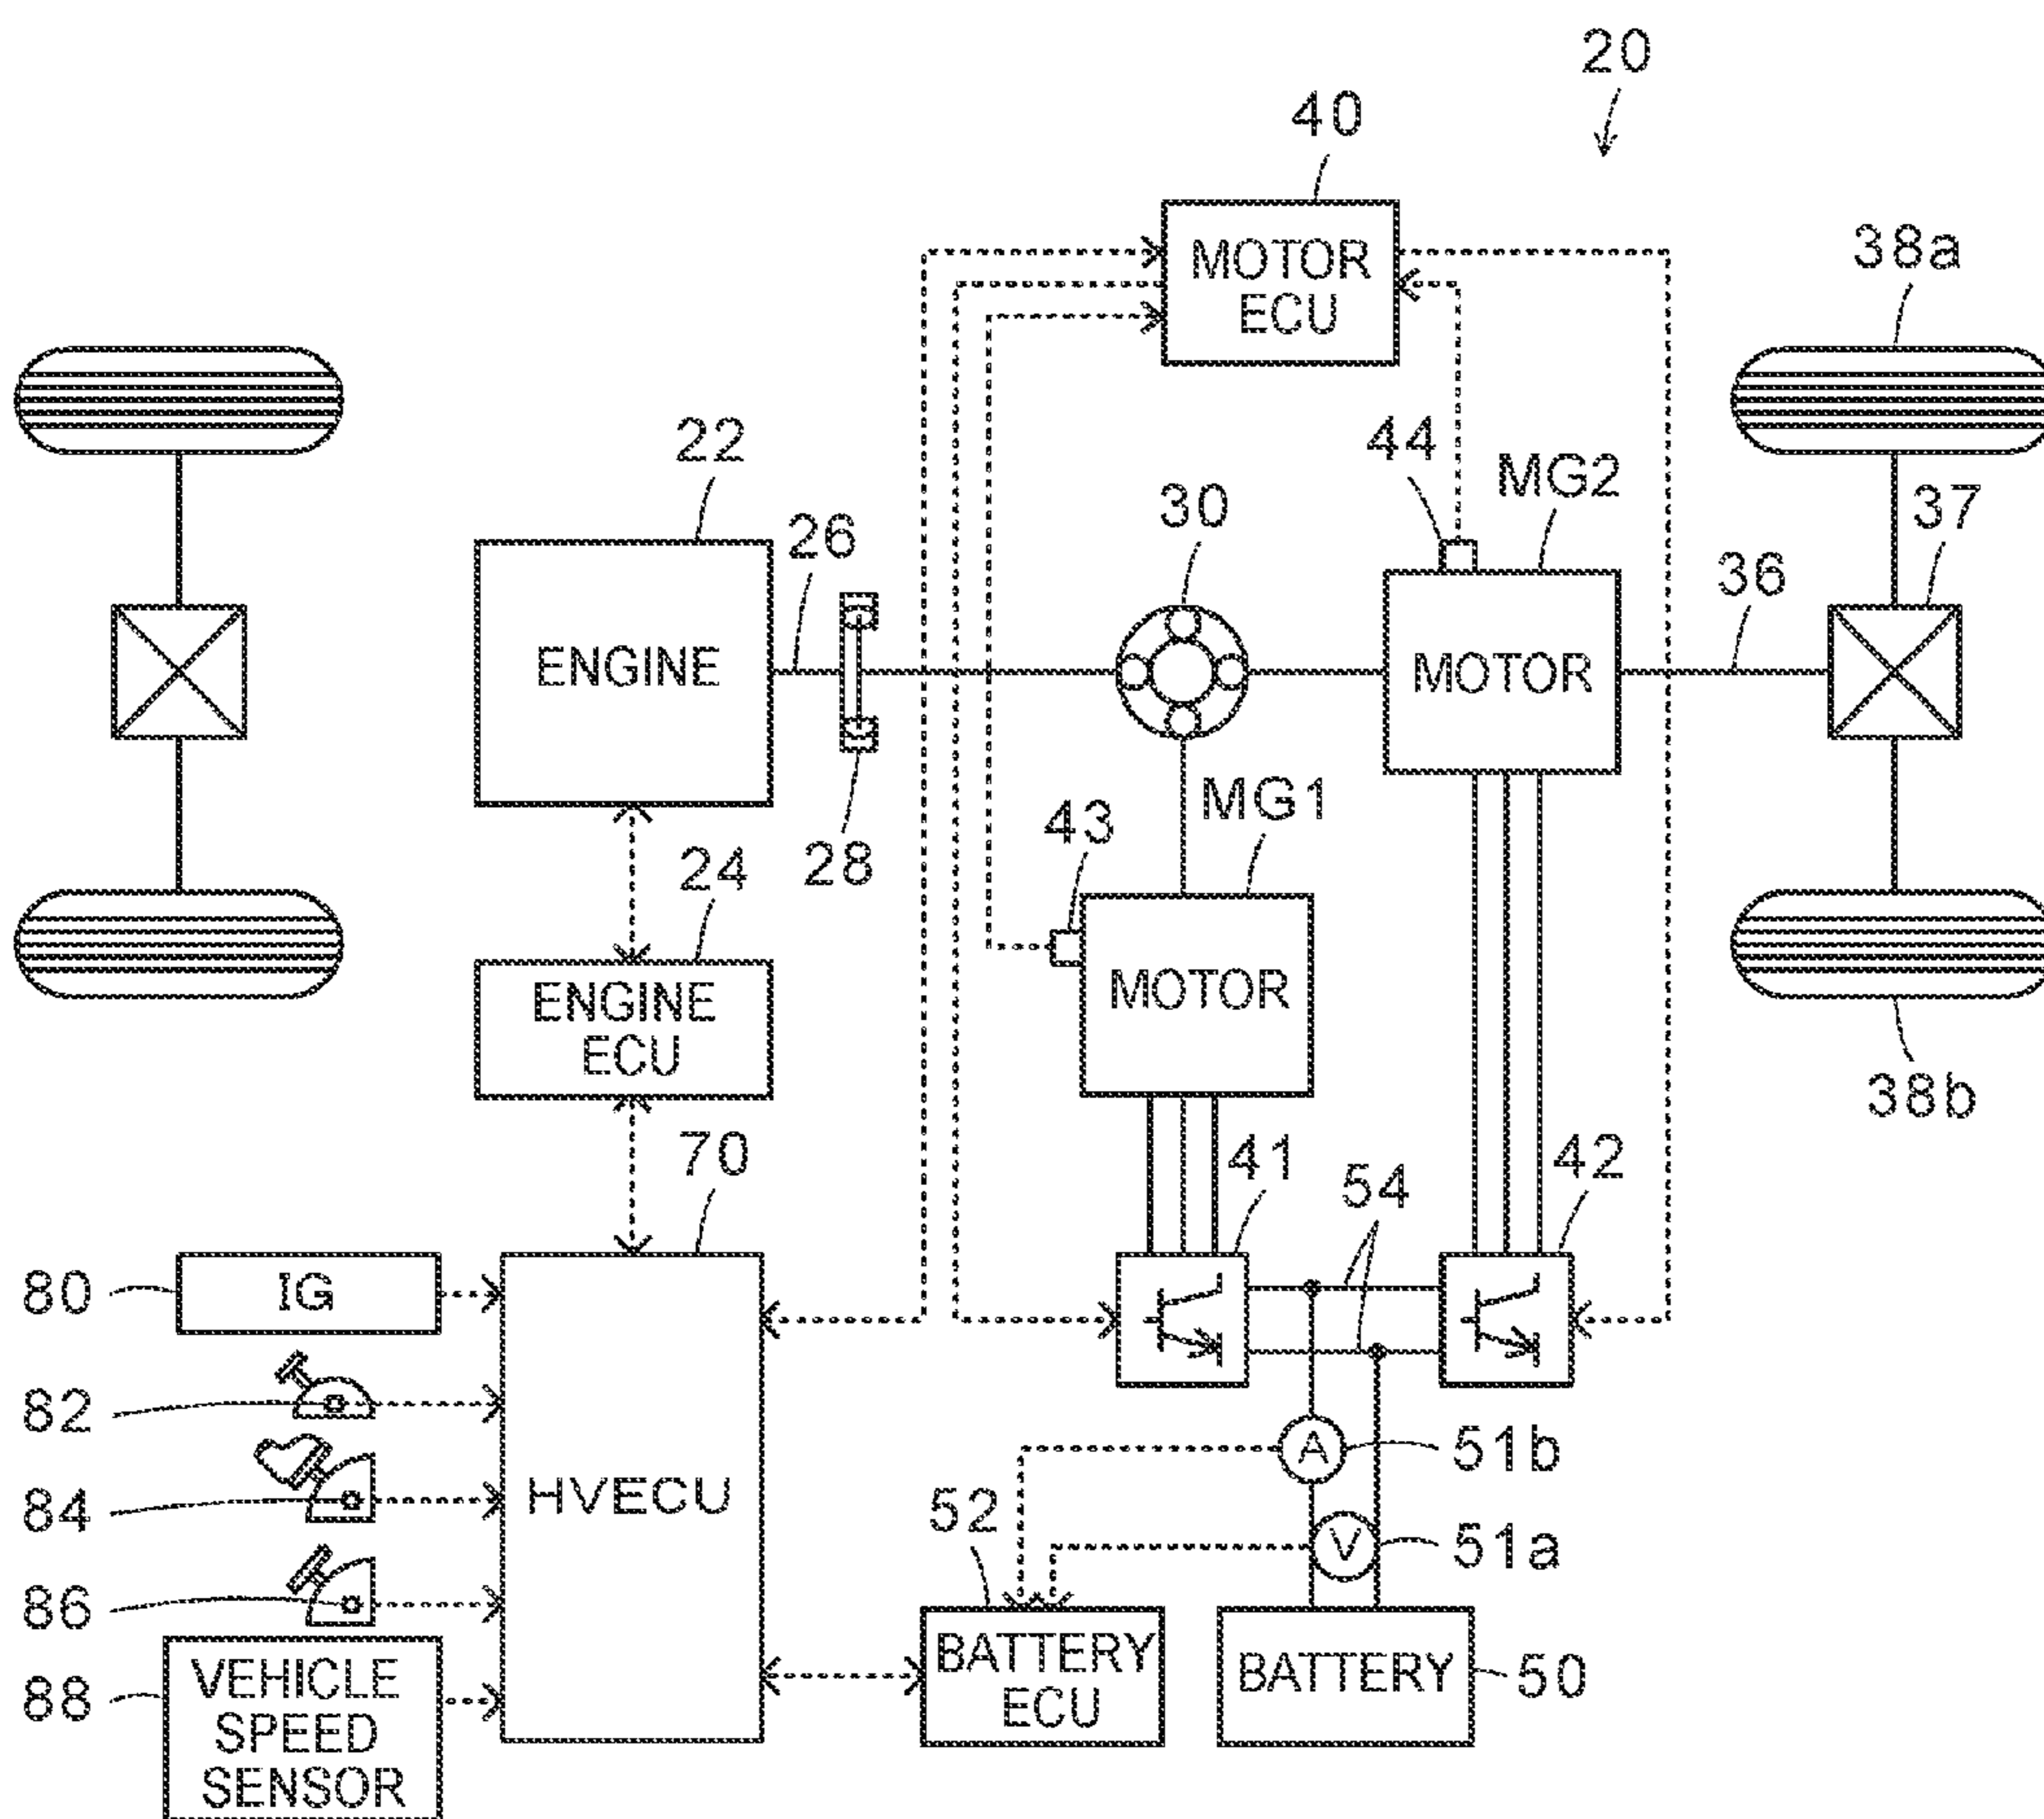 20
40
MOTOR
ECU
38a
22
44
MG2
26
30
37
36
ENGINE
MOTOR
MG1
43
28
24
MOTOR
ENGINE
ECU
38b
70
41
54
42
80
IG
82
A
51b
84
HVECU
52
V
51a
86
88
VEHICLE
SPEED
SENSOR
BATTERY
ECU
BATTERY
50